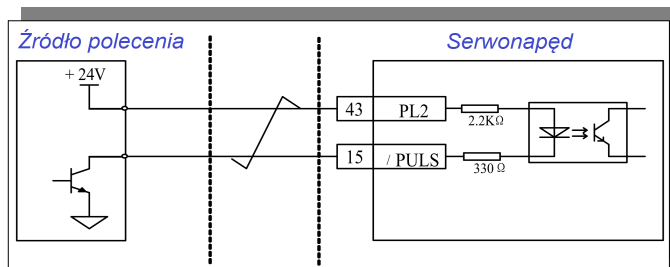 Źródło polecenia
Serwonapęd
+ 24V
43 PL2
2.2KΩ
15 / PULS
330 Ω